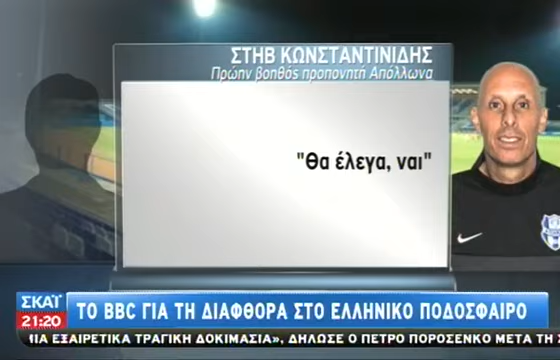 ΣΤΗΒ ΚΩΝΣΤΑΝΤΙΝΙΔΗΣ
Πρώην βοηθός προπονητή Απόλλωνα
"Θα έλεγα, ναι"
ΣΚΑΪ
21:20
ΤΟ BBC ΓΙΑ ΤΗ ΔΙΑΦΘΟΡΑ ΣΤΟ ΕΛΛΗΝΙΚΟ ΠΟΔΟΣΦΑΙΡΟ
ΜΙΑ ΕΞΑΙΡΕΤΙΚΑ ΤΡΑΓΙΚΗ ΔΟΚΙΜΑΣΙΑ», ΔΗΛΩΣΕ Ο ΠΕΤΡΟ ΠΟΡΟΣΕΝΚΟ ΜΕΤΑ ΤΗ